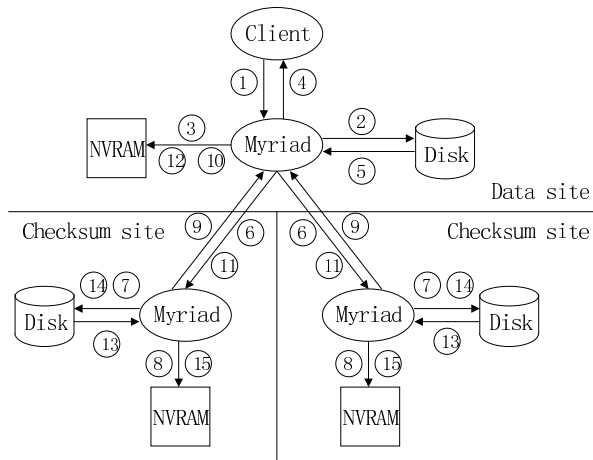 Client
① ④
③ ②
NVRAM Myriad Disk
⑫ ⑩ ⑤
Data site
Checksum site ⑨ ⑥ ⑥ ⑨ Checksum site
⑪ ⑪
⑭ ⑦ ⑦ ⑭
Disk Myriad Myriad Disk
⑬ ⑬
⑧ ⑮ ⑧ ⑮
NVRAM NVRAM